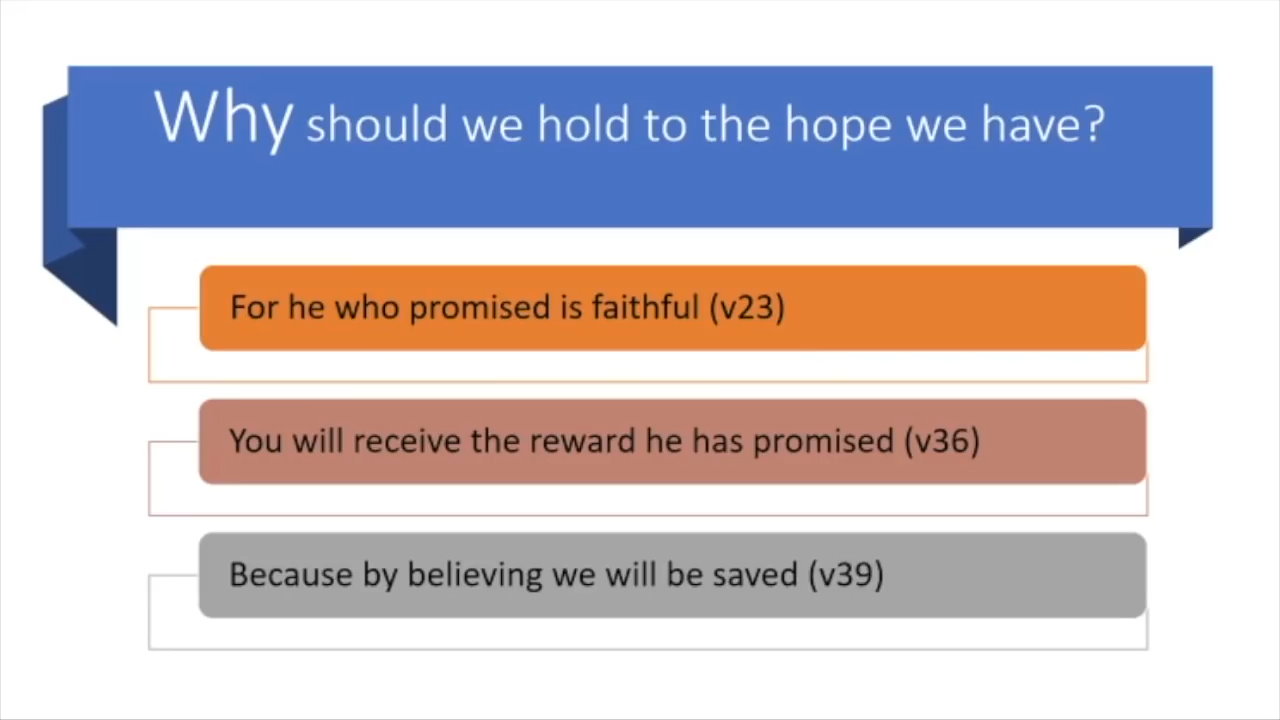 Why should we hold to the hope we have?
For he who promised is faithful (v23)
You will receive the reward he has promised (v36)
Because by believing we will be saved (v39)